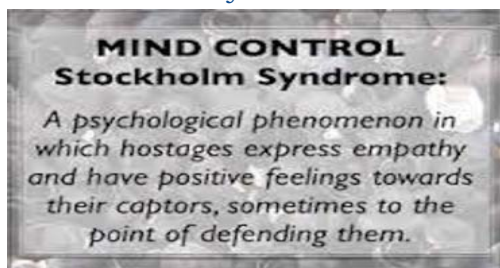 MIND CONTROL
Stockholm Syndrome:
A psychological phenomenon in
which hostages express empathy
and have positive feelings towards
their captors, sometimes to the
point of defending them.